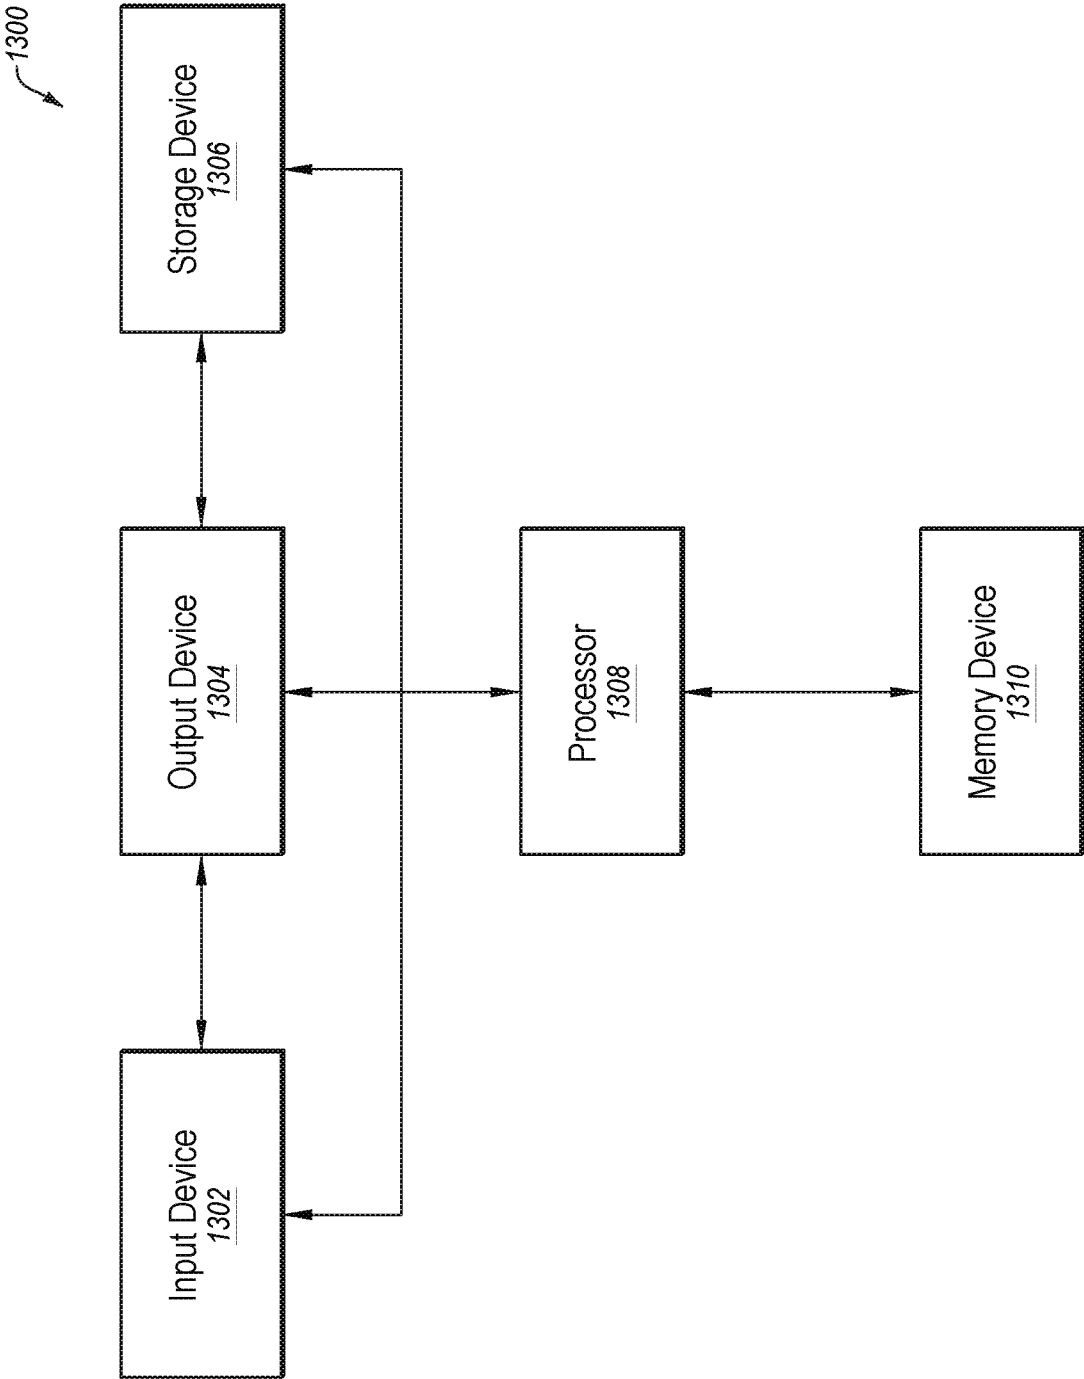 1300
Input Device
1302
Output Device
1304
Storage Device
1306
Processor
1308
Memory Device
1310